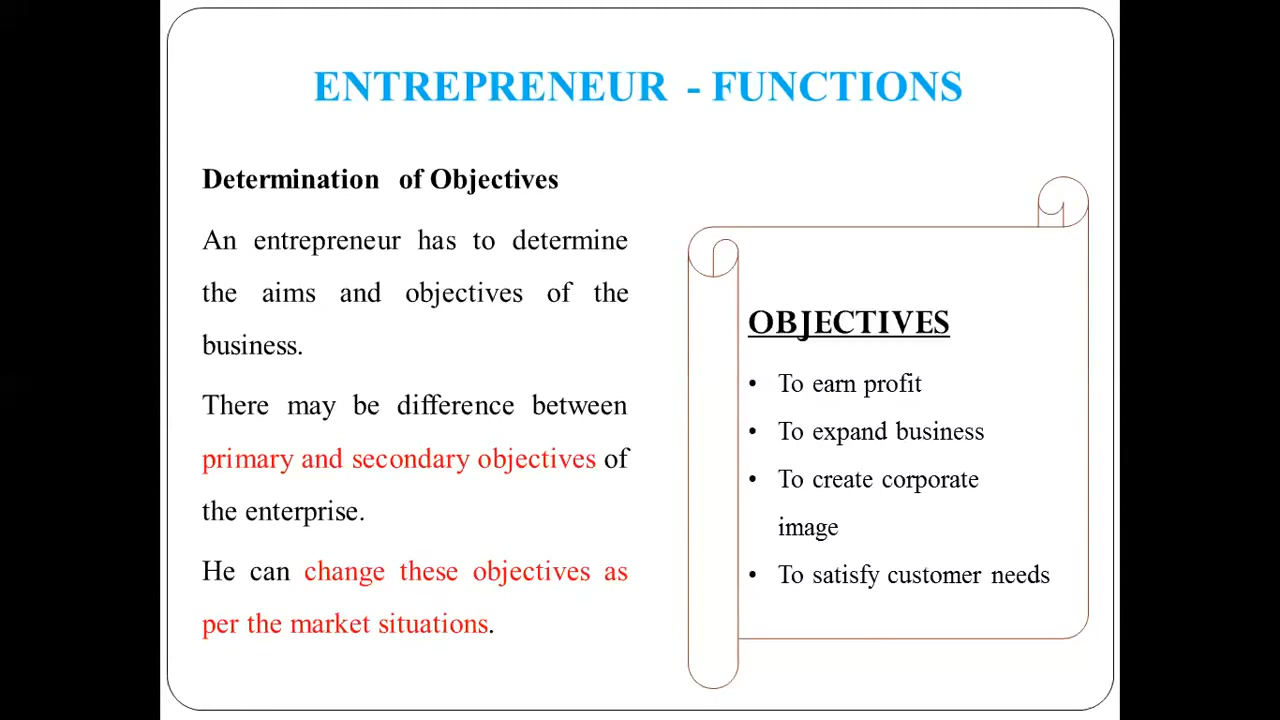 ENTREPRENEUR - FUNCTIONS
Determination of Objectives
An entrepreneur has to determine
the aims and objectives of the
business.
There may be difference between
primary and secondary objectives of
the enterprise.
He can change these objectives as
per the market situations.
OBJECTIVES
• To earn profit
• To expand business
• To create corporate
image
• To satisfy customer needs